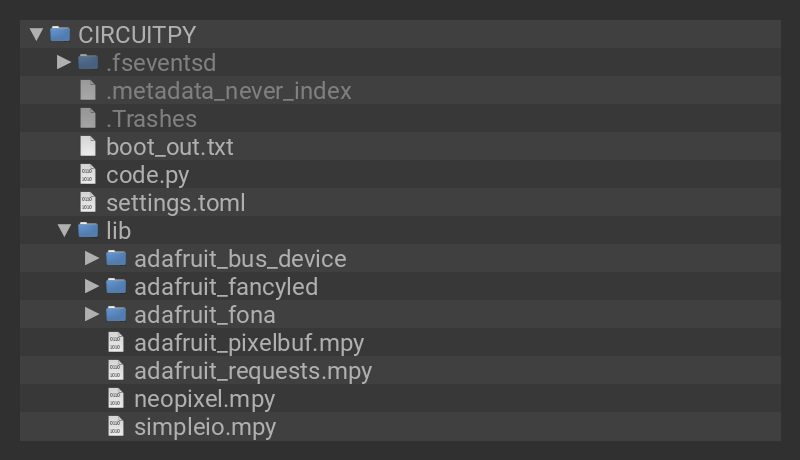 CIRCUITPY
.fseventsd
.metadata_never_index
.Trashes
boot_out.txt
code.py
settings.toml
lib
adafruit_bus_device
adafruit_fancyled
adafruit_fona
adafruit_pixelbuf.mpy
adafruit_requests.mpy
neopixel.mpy
simpleio.mpy